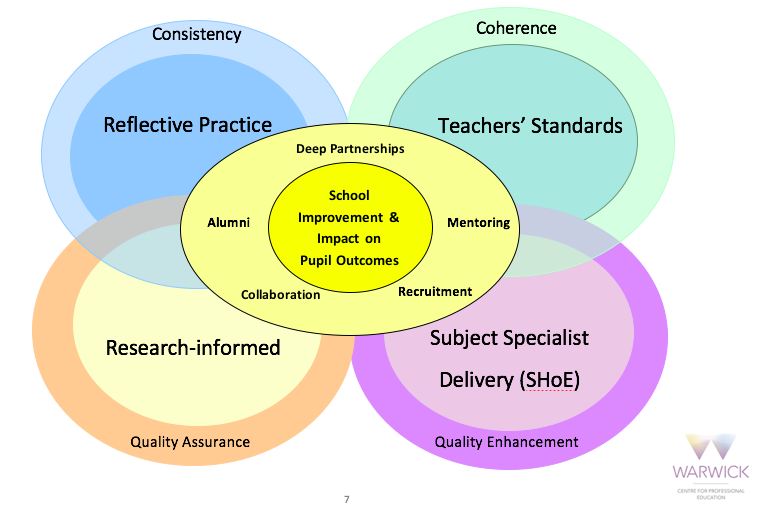 Consistency
Coherence
Reflective Practice
Teachers’ Standards
Deep Partnerships
School
Improvement &
Impact on
Pupil Outcomes
Alumni
Mentoring
Collaboration
Recruitment
Research-informed
Subject Specialist
Delivery (SHoE)
Quality Assurance
Quality Enhancement
WARWICK
CENTRE FOR PROFESSIONAL
EDUCATION
7